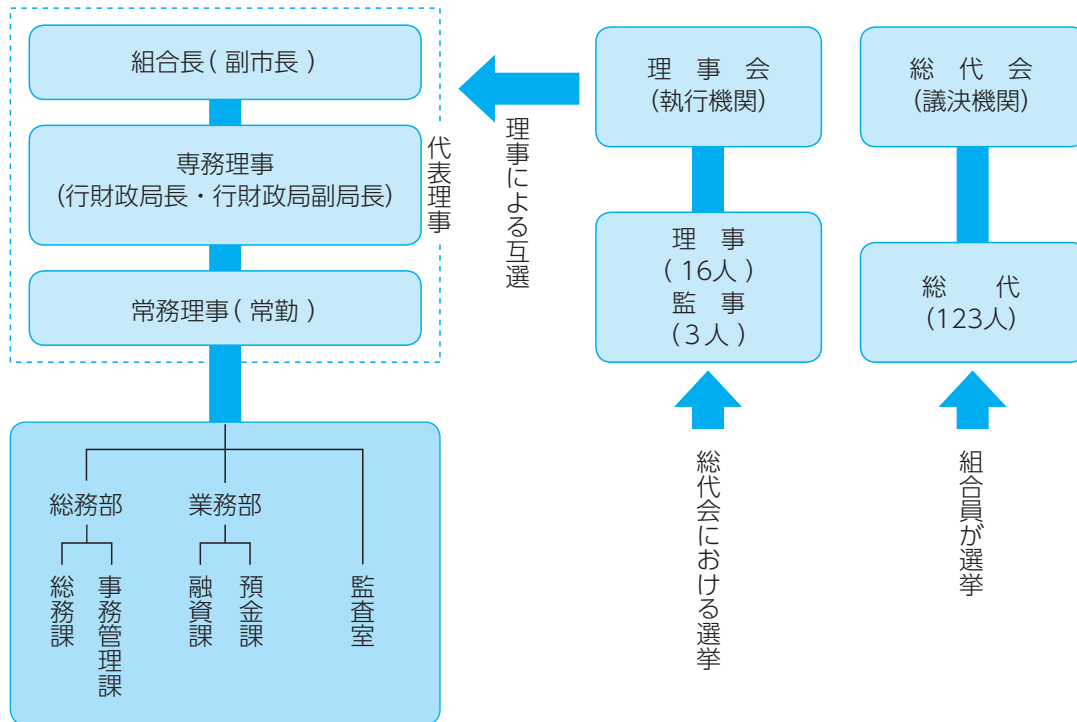 組合長（副市長）
専務理事
（行財政局長・行財政局副局長）
常務理事（常勤）
代表理事
理事による互選
理　事　会
（執行機関）
総　代　会
（議決機関）
理　事
（16人）
監　事
（3人）
総　　代
（123人）
総代会における選挙
組合員が選挙
総務部
業務部
総務課
事務管理課
融資課
預金課
監査室